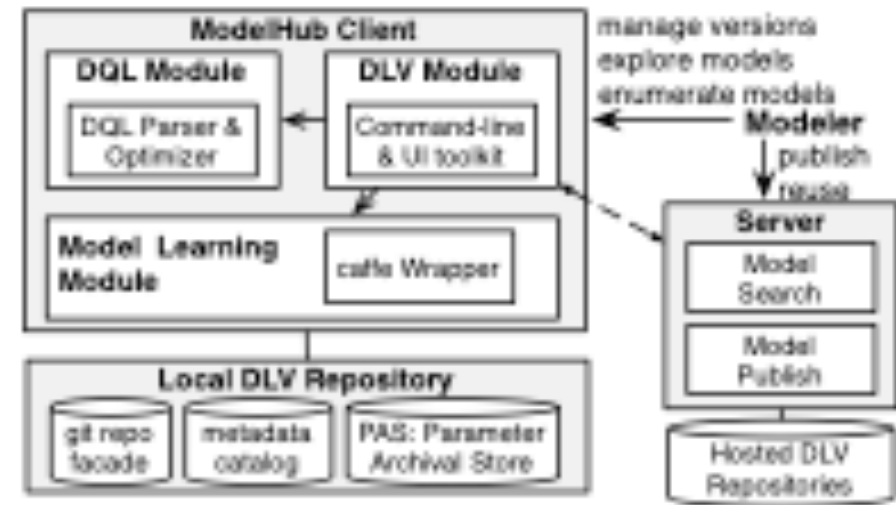 ModelHub Client
DQL Module
DQL Parser &
Optimizer
DLV Module
Command-line
& UI toolkit
Model Learning
Module
caffe Wrapper
manage versions
explore models
enumerate models
Modeler
publish
reuse
Server
Model
Search
Model
Publish
Hosted DLV
Repositories
Local DLV Repository
git repo
facade
metadata
catalog
PAS: Parameter
Archival Store